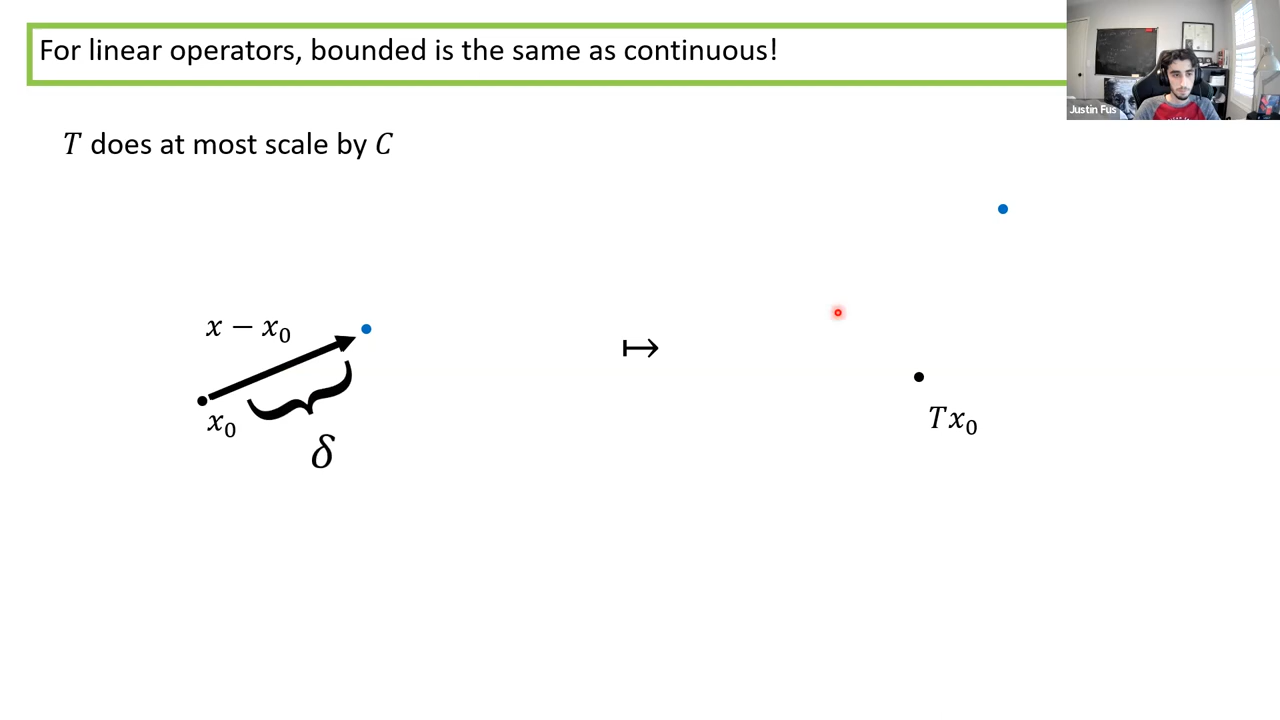 For linear operators, bounded is the same as continuous!
Justin Fus
T does at most scale by C
x − x₀
↦
x₀
Tx₀
δ